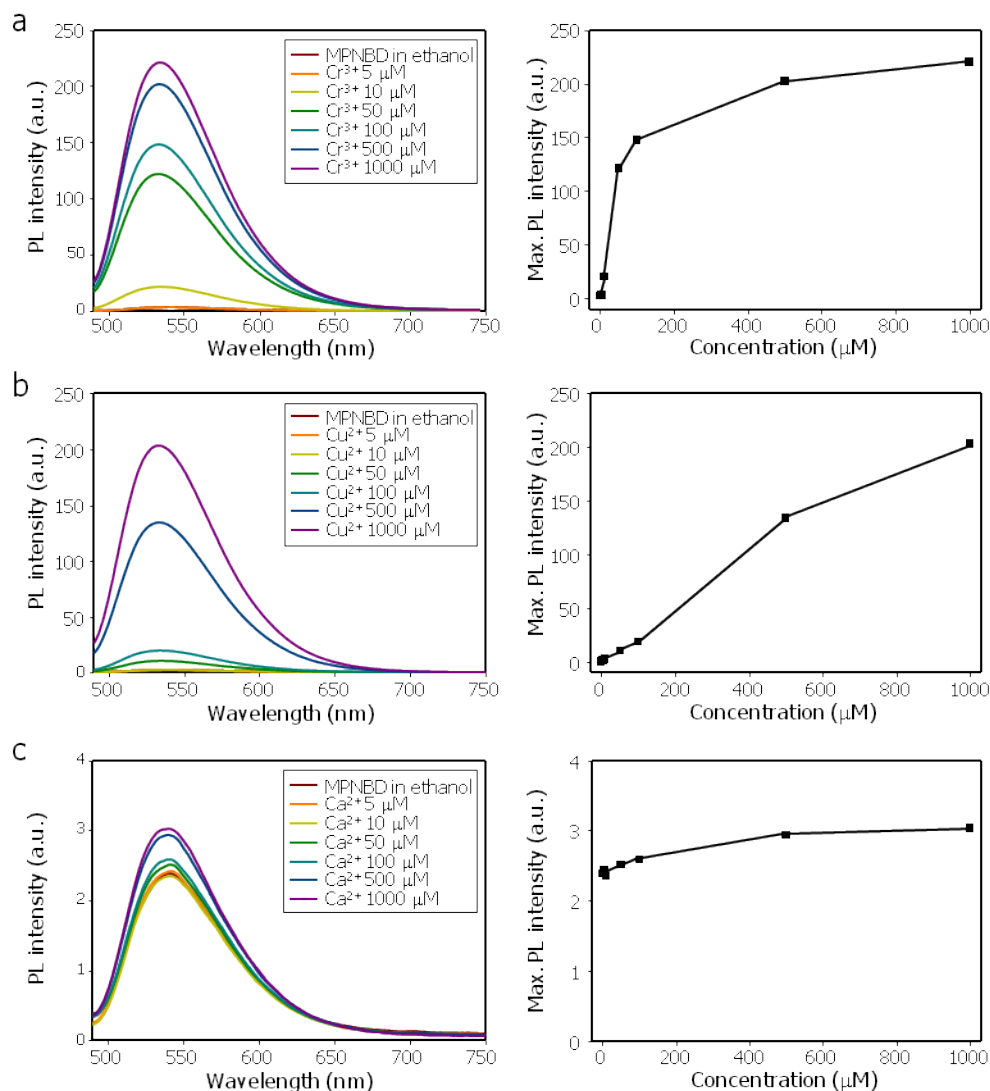 a
250
200
150
100
50
0
PL intensity (a.u.)
500 550 600 650 700 750
Wavelength (nm)
MPNBD in ethanol
Cr³⁺ 5 μM
Cr³⁺ 10 μM
Cr³⁺ 50 μM
Cr³⁺ 100 μM
Cr³⁺ 500 μM
Cr³⁺ 1000 μM
250
200
150
100
50
0
Max. PL intensity (a.u.)
0 200 400 600 800 1000
Concentration (μM)
b
250
200
150
100
50
0
PL intensity (a.u.)
500 550 600 650 700 750
Wavelength (nm)
MPNBD in ethanol
Cu²⁺ 5 μM
Cu²⁺ 10 μM
Cu²⁺ 50 μM
Cu²⁺ 100 μM
Cu²⁺ 500 μM
Cu²⁺ 1000 μM
250
200
150
100
50
0
Max. PL intensity (a.u.)
0 200 400 600 800 1000
Concentration (μM)
c
4
3
2
1
0
PL intensity (a.u.)
500 550 600 650 700 750
Wavelength (nm)
MPNBD in ethanol
Ca²⁺ 5 μM
Ca²⁺ 10 μM
Ca²⁺ 50 μM
Ca²⁺ 100 μM
Ca²⁺ 500 μM
Ca²⁺ 1000 μM
4
3
2
1
0
Max. PL intensity (a.u.)
0 200 400 600 800 1000
Concentration (μM)